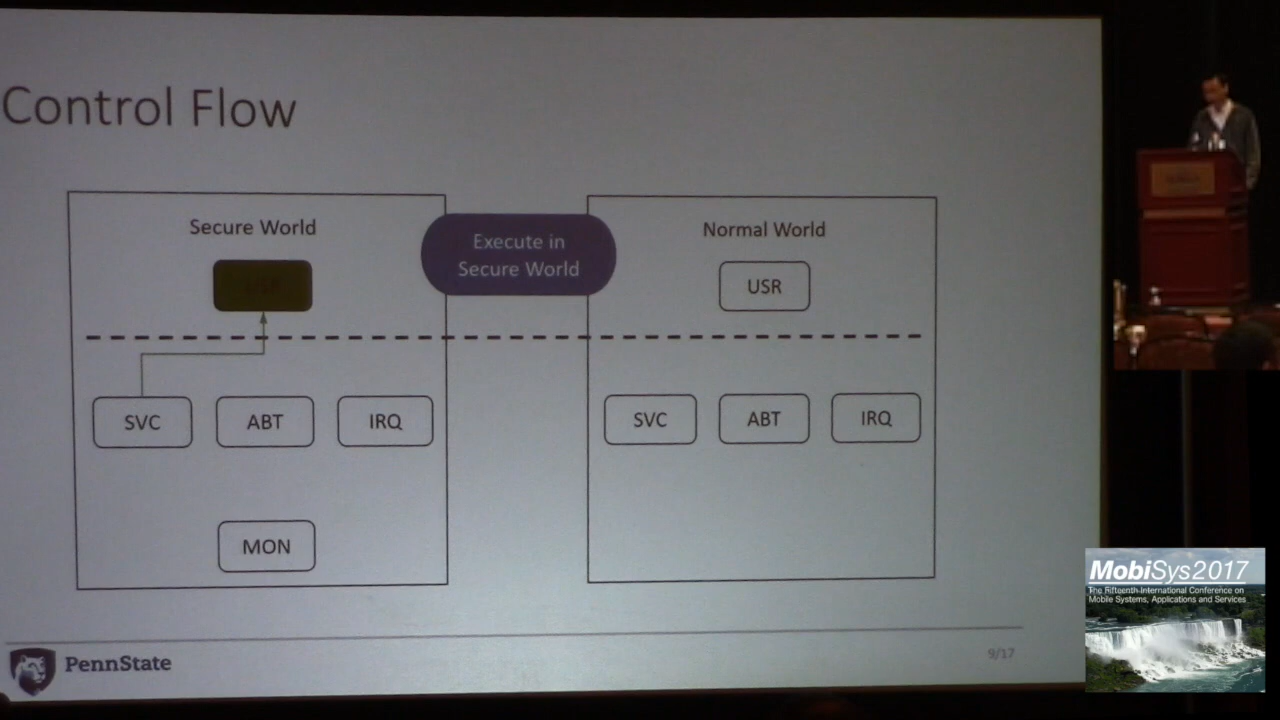 Control Flow
Secure World
Execute in
Secure World
Normal World
USR
SVC
ABT
IRQ
SVC
ABT
IRQ
MON
PennState
9/17
MobiSys2017
The Fifteenth International Conference on
Mobile Systems, Applications and Services